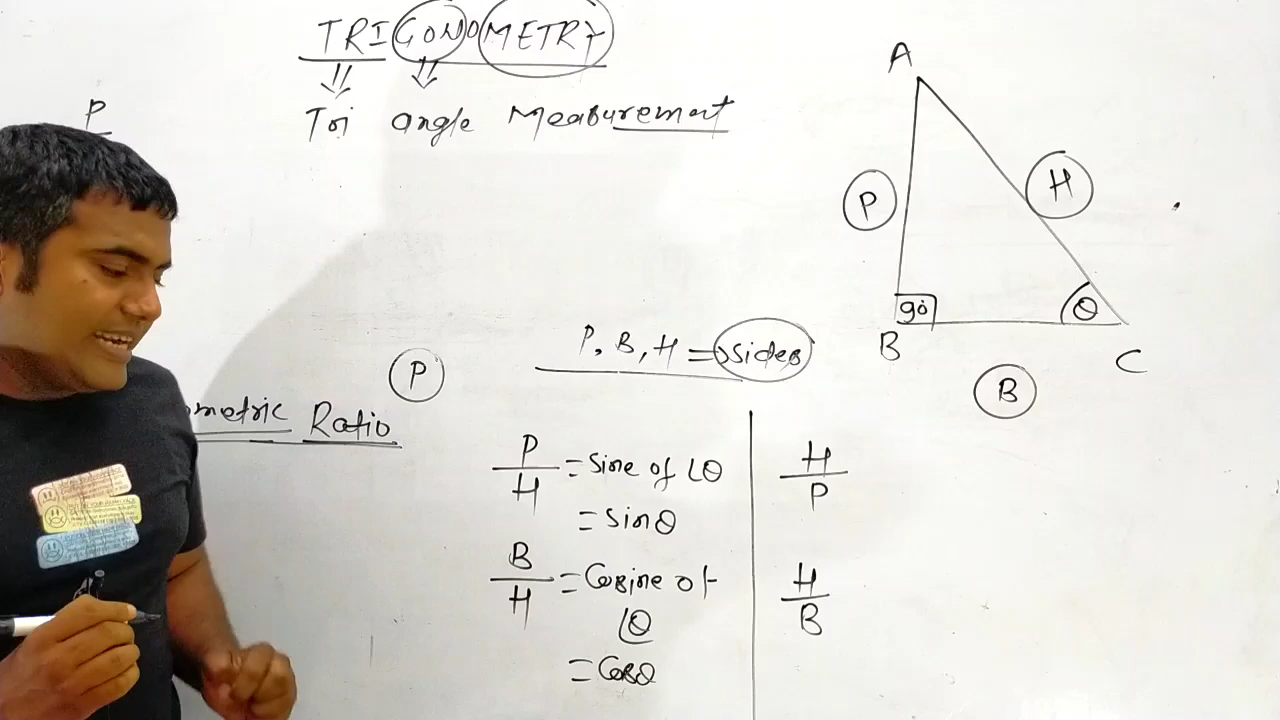 TRIGONOMETRY
Tri angle Measurement
P
A
P
H
90
θ
B
C
B
P, B, H = Sides
P
metric Ratio
P/H = Sine of ∠θ
= Sinθ
B/H = Cosine of
∠θ
= Cosθ
H/P
H/B